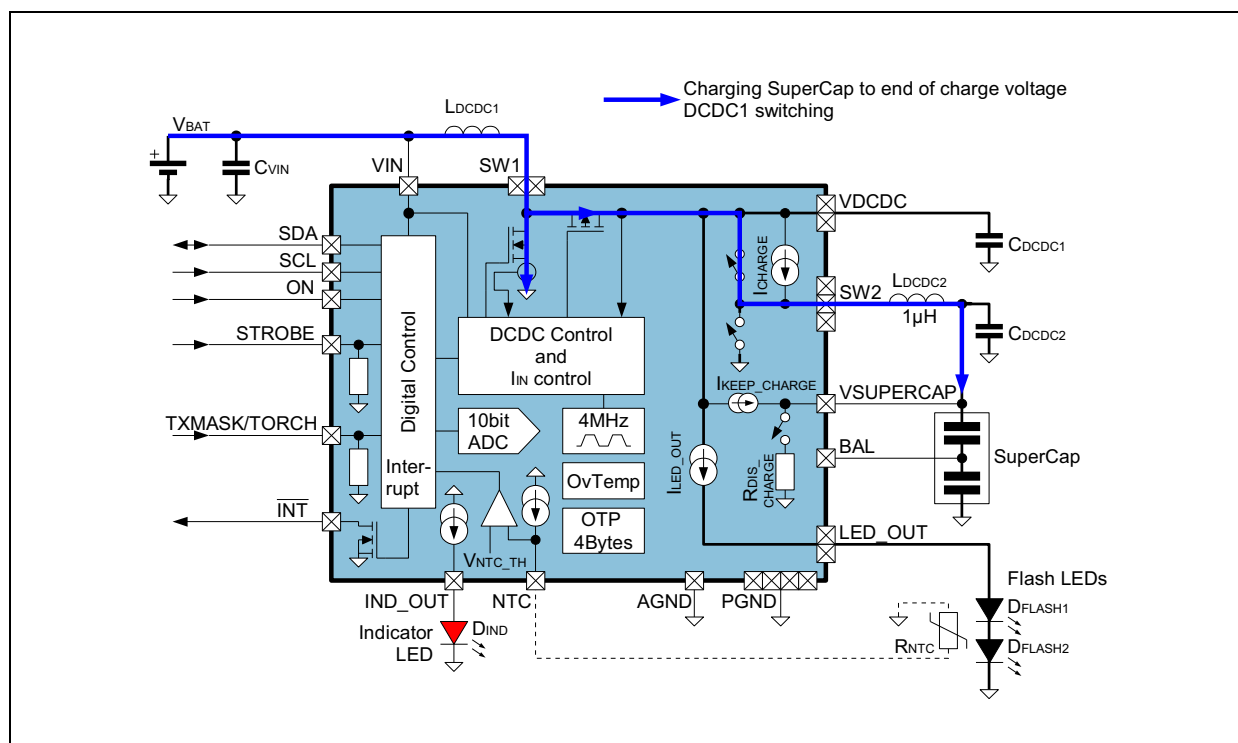 Charging SuperCap to end of charge voltage
DCDC1 switching
LDCDC1
VBAT
+
CVIN
VIN
SW1
VDCDC
CDCDC1
SDA
SCL
ON
STROBE
TXMASK/TORCH
INT
Digital Control
Inter-
rupt
DCDC Control
and
IIN control
10bit
ADC
4MHz
OvTemp
OTP
4Bytes
VNTC_TH
ICHARGE
SW2
LDCDC2
1µH
CDCDC2
IKEEP_CHARGE
VSUPERCAP
BAL
SuperCap
ILED_OUT
RDIS_
CHARGE
LED_OUT
IND_OUT
NTC
AGND
PGND
Flash LEDs
DFLASH1
DFLASH2
RNTC
Indicator
LED
DIND